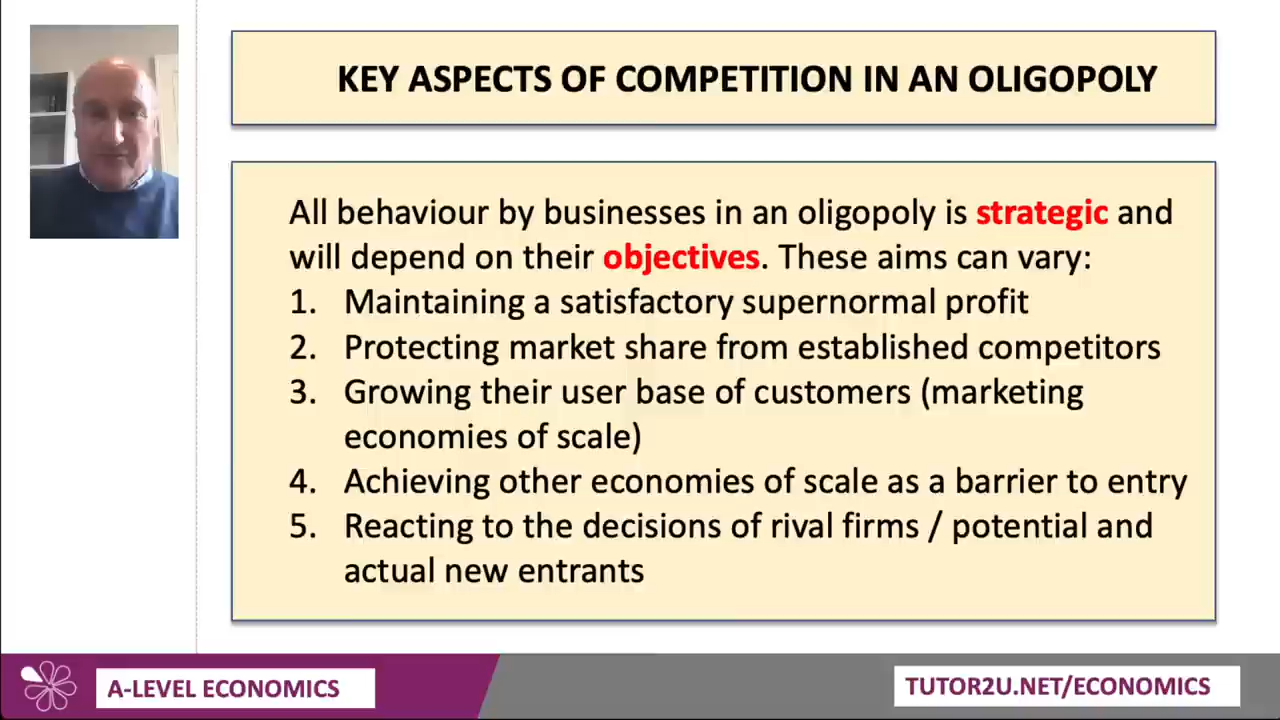 KEY ASPECTS OF COMPETITION IN AN OLIGOPOLY
All behaviour by businesses in an oligopoly is strategic and
will depend on their objectives. These aims can vary:
1. Maintaining a satisfactory supernormal profit
2. Protecting market share from established competitors
3. Growing their user base of customers (marketing
economies of scale)
4. Achieving other economies of scale as a barrier to entry
5. Reacting to the decisions of rival firms / potential and
actual new entrants
A-LEVEL ECONOMICS
TUTOR2U.NET/ECONOMICS